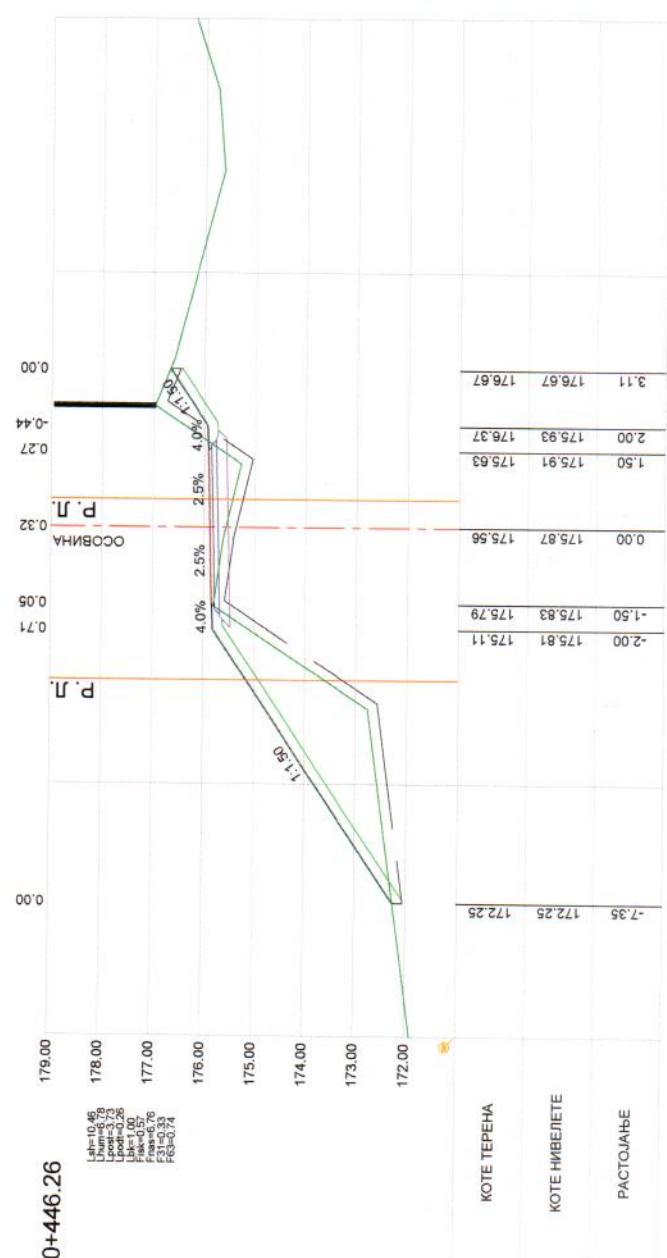 0+446.26
Lsh=10.46
Lhum=6.78
Lpost=3.73
Lpodt=0.26
Lbk=1.00
Fisk=0.57
Fnas=6.76
F31=0.33
F63=0.74
179.00
178.00
177.00
176.00
175.00
174.00
173.00
172.00
0.00
0.71
0.05
0.32
0.27
-0.44
0.00
Р. Л.
ОСОВИНА
Р. Л.
1:1.50
4.0%
2.5%
2.5%
4.0%
1:1.50
КОТЕ ТЕРЕНА
172.25
175.11
175.79
175.56
175.63
176.37
176.67
КОТЕ НИВЕЛЕТЕ
172.25
175.81
175.83
175.87
175.91
175.93
176.67
РАСТОЈАЊЕ
-7.35
-2.00
-1.50
0.00
1.50
2.00
3.11